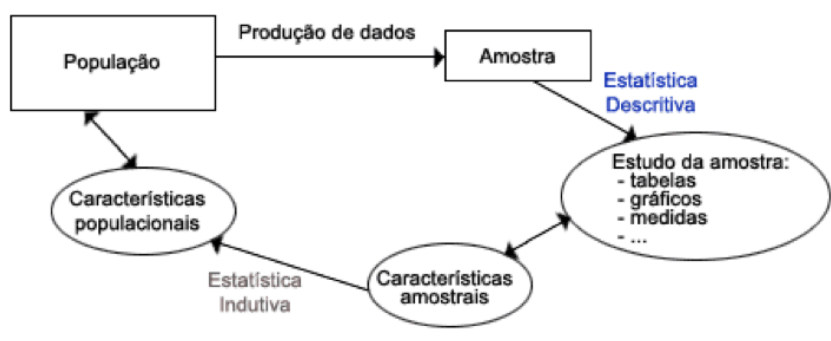 Produção de dados
População
Amostra
Estatística
Descritiva
Estudo da amostra:
- tabelas
- gráficos
- medidas
- ...
Características
populacionais
Características
amostrais
Estatística
Indutiva